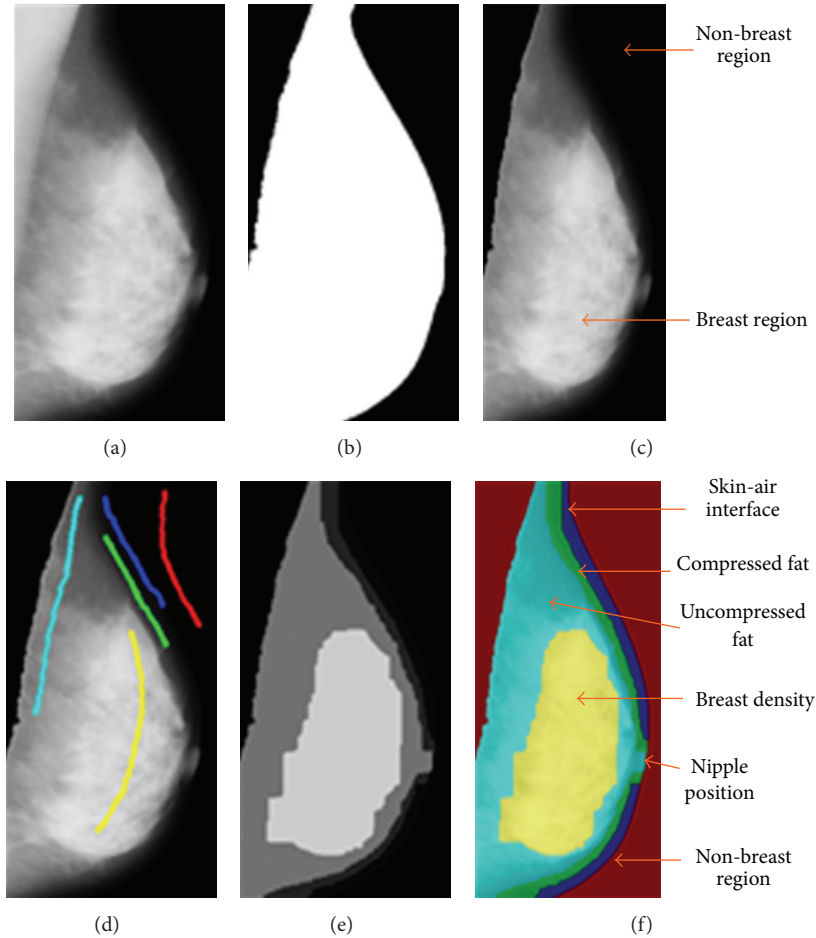 Non-breast
region
Breast region
(a)
(b)
(c)
Skin-air
interface
Compressed fat
Uncompressed
fat
Breast density
Nipple
position
Non-breast
region
(d)
(e)
(f)